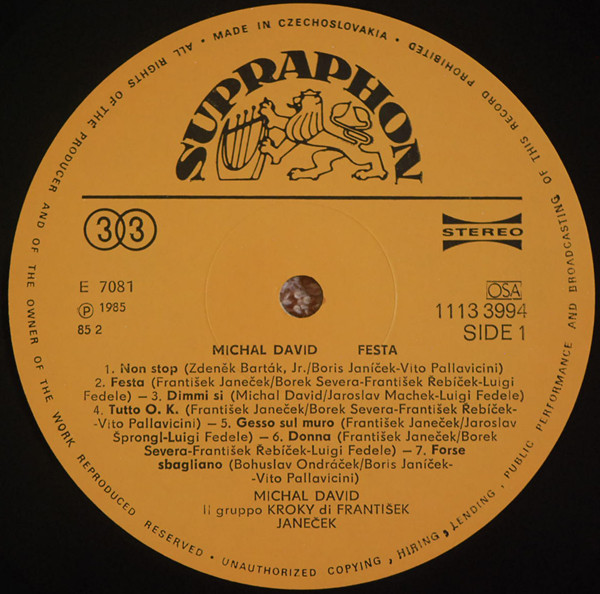 ALL RIGHTS OF THE PRODUCER AND OF THE OWNER OF THE WORK REPRODUCED RESERVED • UNAUTHORIZED COPYING, HIRING, LENDING, PUBLIC PERFORMANCE AND BROADCASTING OF THIS RECORD PROHIBITED • MADE IN CZECHOSLOVAKIA •
SUPRAPHON
33
STEREO
E 7081
Ⓟ 1985
85 2
OSA
1113 3994
SIDE 1
MICHAL DAVID FESTA
1. Non stop (Zdeněk Barták, Jr./Boris Janíček-Vito Pallavicini)
2. Festa (František Janeček/Borek Severa-František Řebíček-Luigi
Fedele) — 3. Dimmi si (Michal David/Jaroslav Machek-Luigi Fedele)
4. Tutto O. K. (František Janeček/Borek Severa-František Řebíček-
-Vito Pallavicini) — 5. Gesso sul muro (František Janeček/Jaroslav
Šprongl-Luigi Fedele) — 6. Donna (František Janeček/Borek
Severa-František Řebíček-Luigi Fedele) — 7. Forse
sbagliano (Bohuslav Ondráček/Boris Janíček-
-Vito Pallavicini)
MICHAL DAVID
Il gruppo KROKY di FRANTIŠEK
JANEČEK